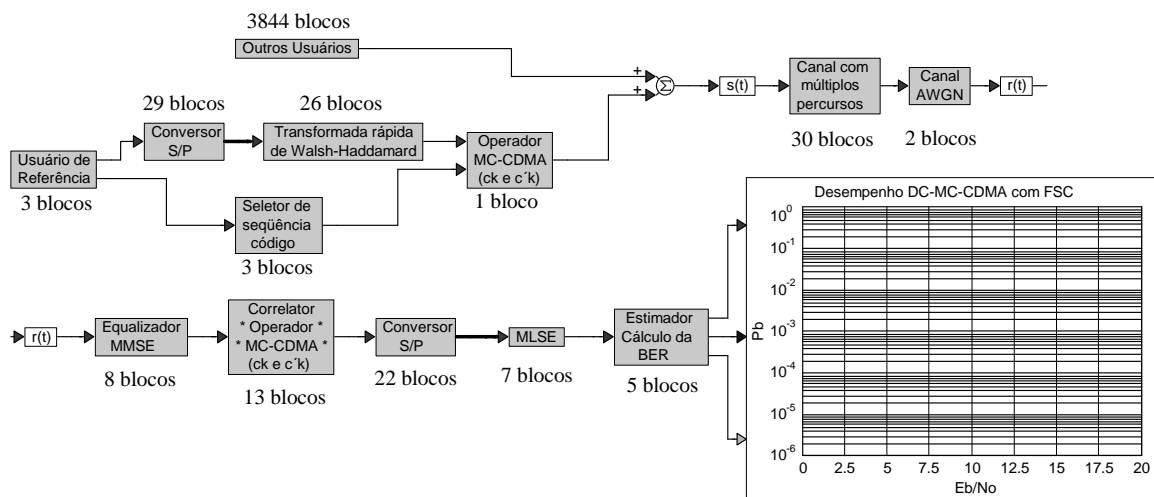 3844 blocos
Outros Usuários
+
+
Σ
s(t)
Canal com
múltiplos
percursos
30 blocos
Canal
AWGN
2 blocos
r(t)
29 blocos
Conversor
S/P
26 blocos
Transformada rápida
de Walsh-Haddamard
Operador
MC-CDMA
(ck e c´k)
1 bloco
Usuário de
Referência
3 blocos
Seletor de
seqüência
código
3 blocos
r(t)
Equalizador
MMSE
8 blocos
Correlator
* Operador *
* MC-CDMA *
(ck e c´k)
13 blocos
Conversor
S/P
22 blocos
MLSE
7 blocos
Estimador
Cálculo da
BER
5 blocos
Desempenho DC-MC-CDMA com FSC
Pb
10^0
10^-1
10^-2
10^-3
10^-4
10^-5
10^-6
0 2.5 5 7.5 10 12.5 15 17.5 20
Eb/No